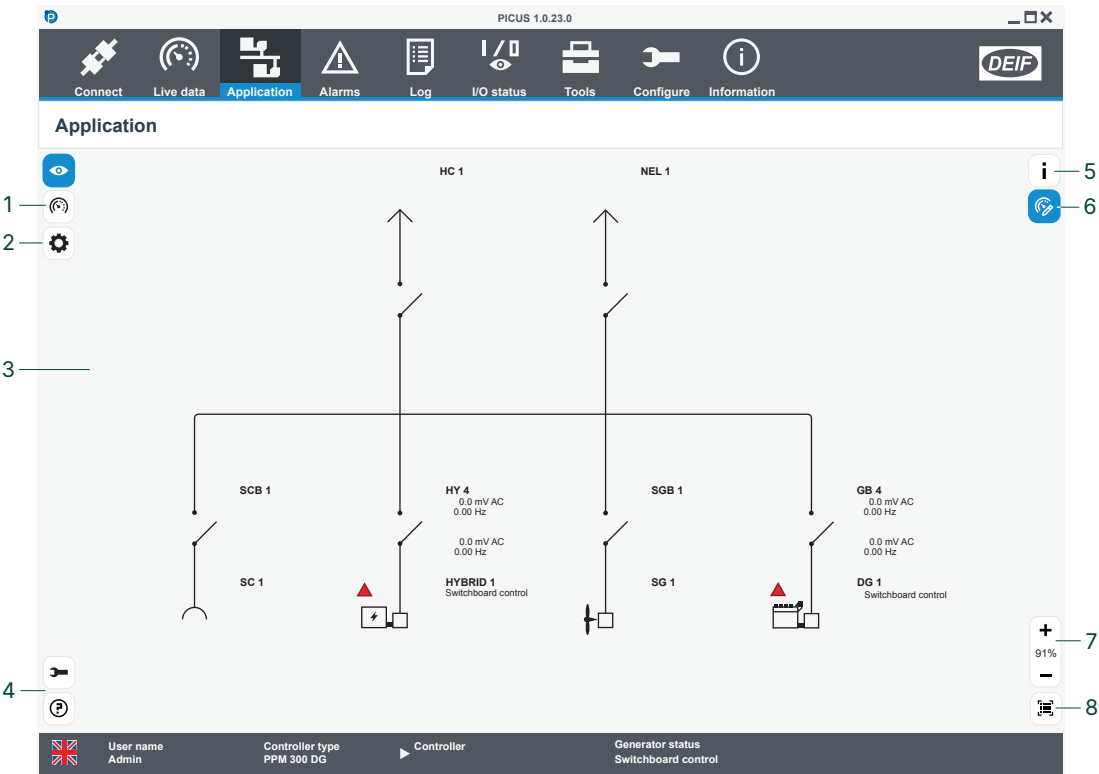 PICUS 1.0.23.0
Connect
Live data
Application
Alarms
Log
I/O status
Tools
Configure
Information
DEIF
Application
HC 1
NEL 1
1
2
3
4
5
6
SCB 1
HY 4
0.0 mV AC
0.00 Hz
0.0 mV AC
0.00 Hz
SGB 1
GB 4
0.0 mV AC
0.00 Hz
0.0 mV AC
0.00 Hz
SC 1
HYBRID 1
Switchboard control
SG 1
DG 1
Switchboard control
91%
7
8
User name
Admin
Controller type
PPM 300 DG
Controller
Generator status
Switchboard control